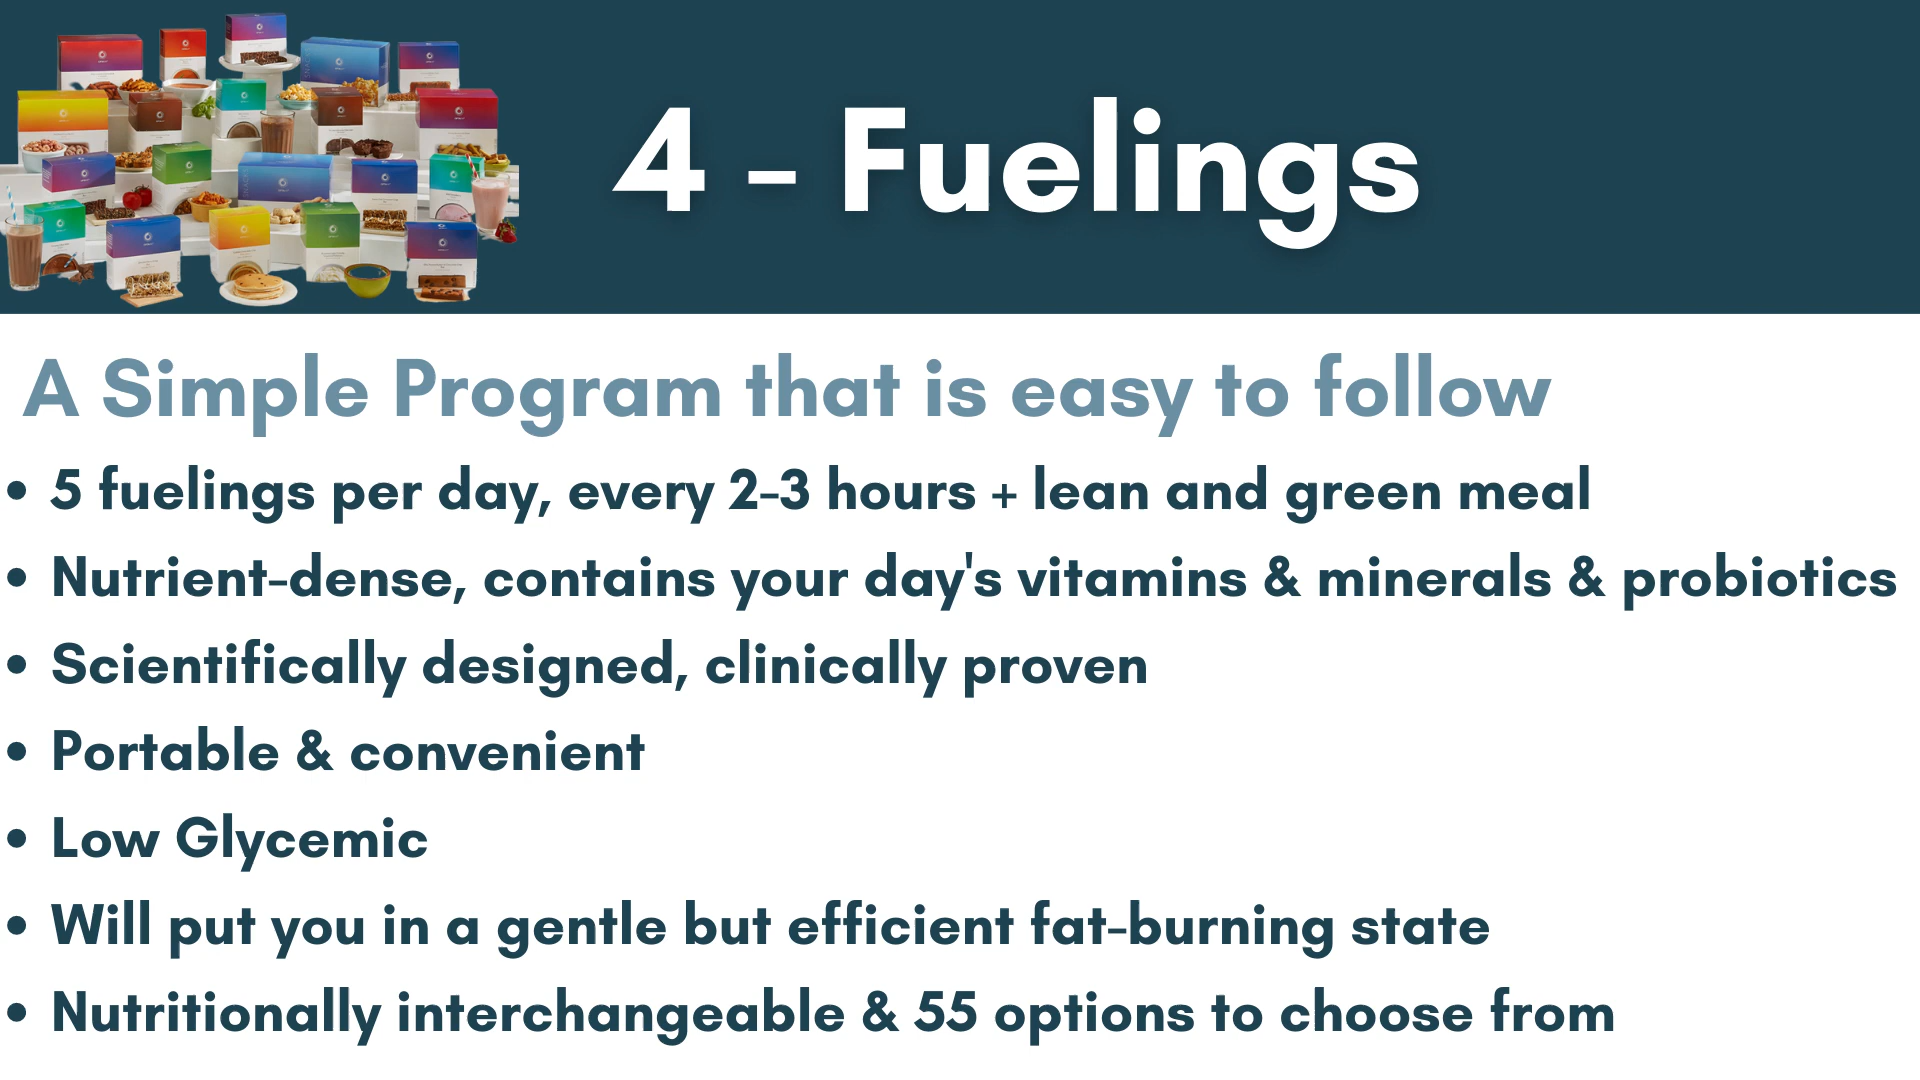 4 - Fuelings
A Simple Program that is easy to follow
• 5 fuelings per day, every 2-3 hours + lean and green meal
• Nutrient-dense, contains your day's vitamins & minerals & probiotics
• Scientifically designed, clinically proven
• Portable & convenient
• Low Glycemic
• Will put you in a gentle but efficient fat-burning state
• Nutritionally interchangeable & 55 options to choose from